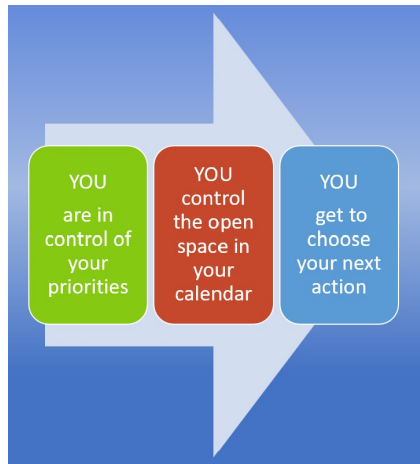 YOU
are in
control of
your
priorities
YOU
control
the open
space in
your
calendar
YOU
get to
choose
your next
action